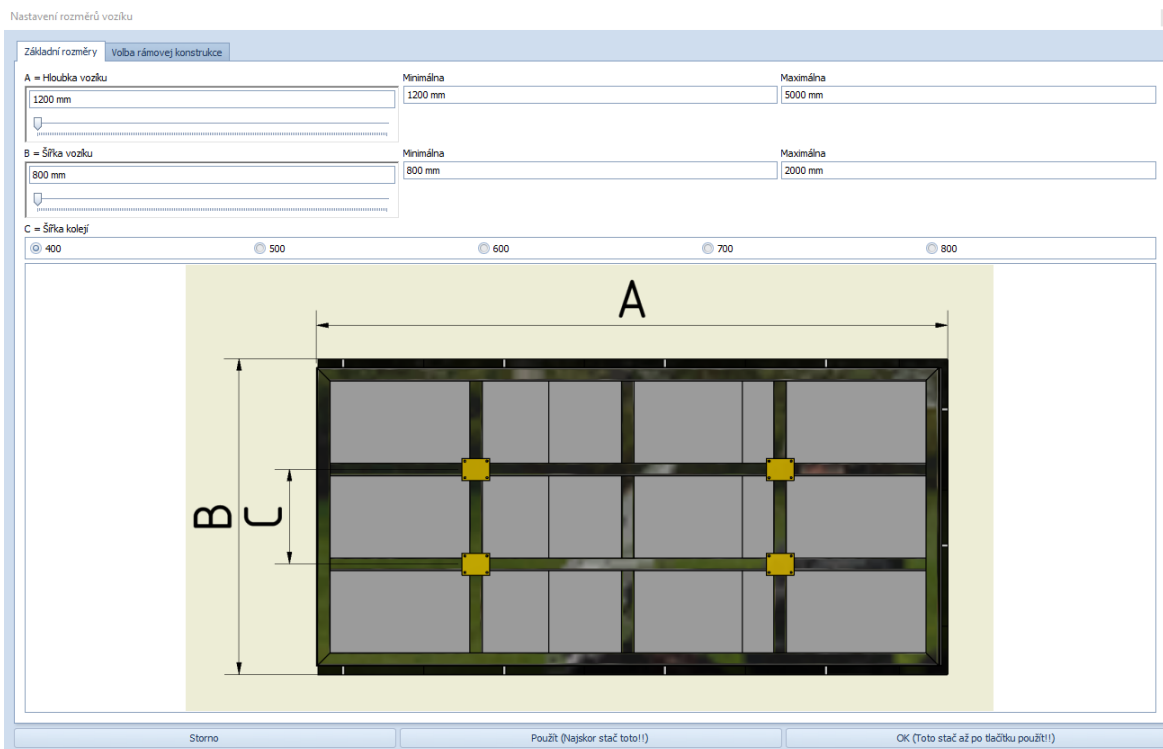 Nastavení rozměrů vozíku
Základní rozměry Volba rámovej konstrukce
A = Hloubka vozíku Minimálna Maximálna
1200 mm 1200 mm 5000 mm
B = Šířka vozíku Minimálna Maximálna
800 mm 800 mm 2000 mm
C = Šířka kolejí
400 500 600 700 800
A
B C
Storno Použít (Najskor stač toto!!) OK (Toto stač až po tlačítku použít!!)